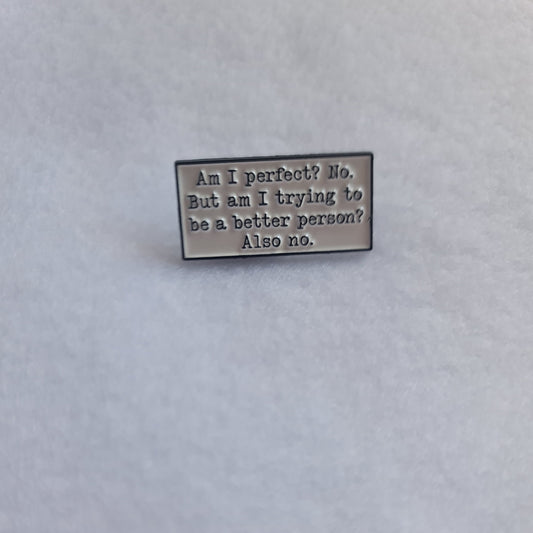 Am I perfect? No.
But am I trying to
be a better person?
Also no.